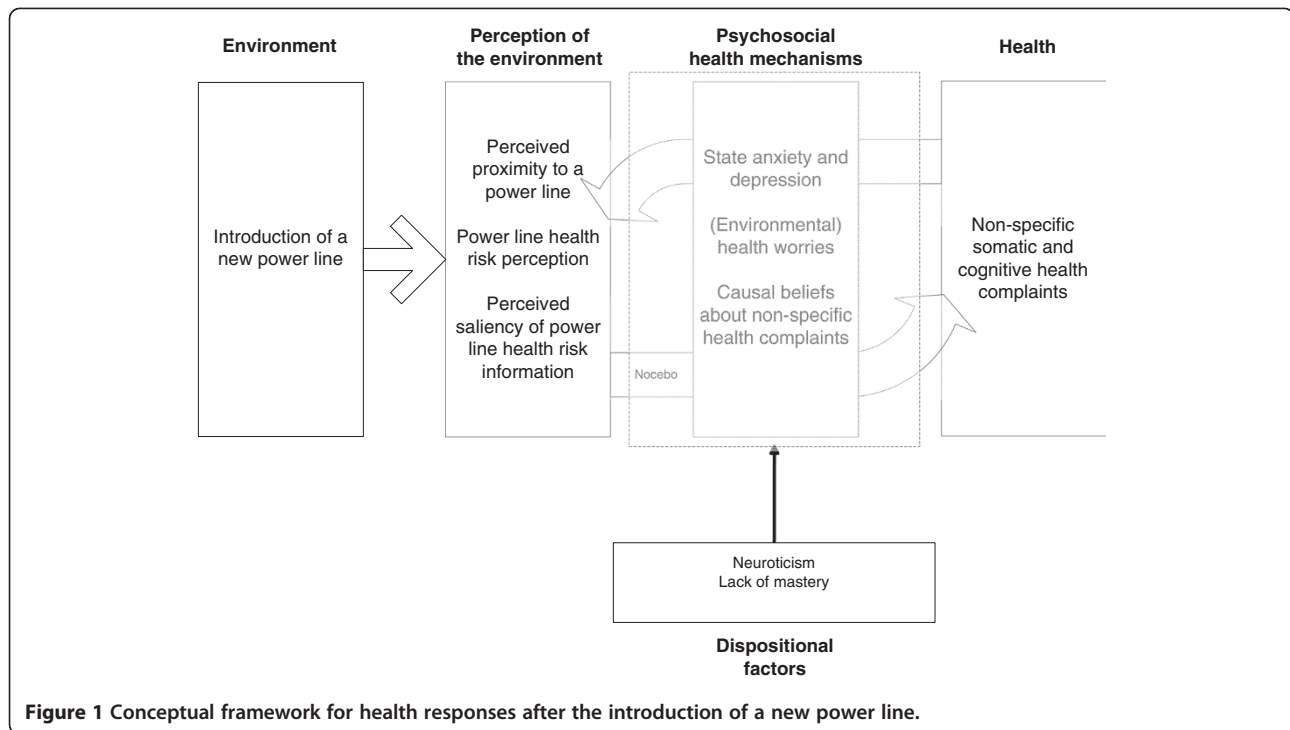 Environment
Perception of
the environment
Psychosocial
health mechanisms
Health
Introduction of a
new power line
Perceived
proximity to a
power line
Power line health
risk perception
Perceived
saliency of power
line health risk
information
Nocebo
State anxiety and
depression
(Environmental)
health worries
Causal beliefs
about non-specific
health complaints
Non-specific
somatic and
cognitive health
complaints
Neuroticism
Lack of mastery
Dispositional
factors
Figure 1 Conceptual framework for health responses after the introduction of a new power line.